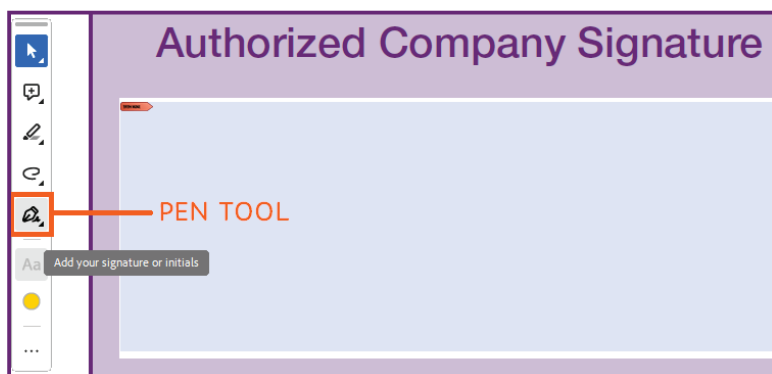 Authorized Company Signature
PEN TOOL
Aa
Add your signature or initials